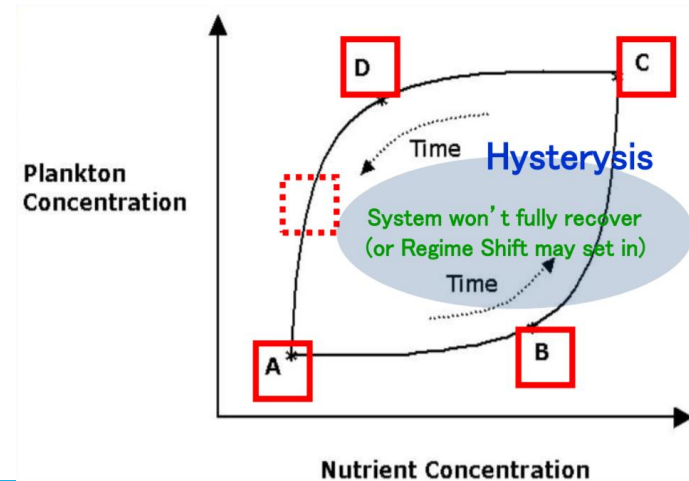 D
C
Time
Hysterysis
Plankton
Concentration
System won't fully recover
(or Regime Shift may set in)
Time
A
B
Nutrient Concentration